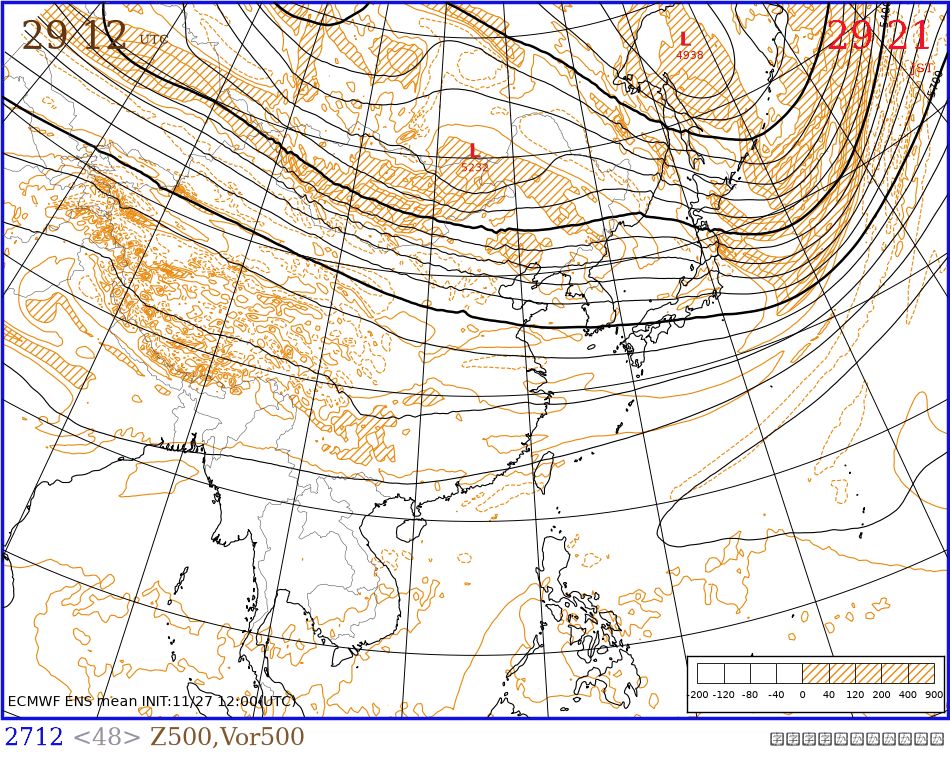 29 12 UTC
29 21
JST
L
4938
L
5232
5700
-200 -120 -80 -40 0 40 120 200 400 900
ECMWF ENS mean INIT:11/27 12:00(UTC)
2712 <48> Z500,Vor500